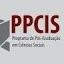 PPCIS
Programa de Pós-Graduação
em Ciências Sociais